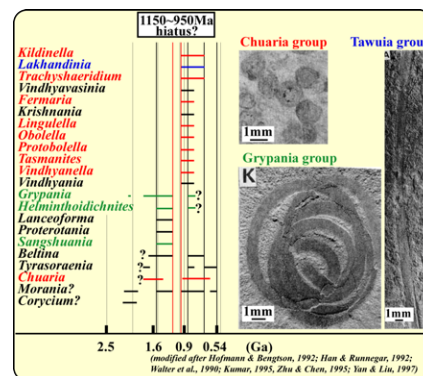 1150~950Ma
hiatus?
Kildinella
Lakhandinia
Trachyshaeridium
Vindhyavasinia
Fermaria
Krishnania
Lingulella
Obolella
Protobolella
Tasmanites
Vindhyanella
Vindhyania
Grypania
?
Helminthoidichnites
?
Lanceoforma
Proterotania
Sangshuania
Beltina
?
Tyrasoraenia
?
Chuaria
?
Morania?
Corycium?
2.5
1.6
0.9
0.54
(Ga)
Chuaria group
1mm
Grypania group
K
1mm
Tawuia group
1mm
(modified after Hofmann & Bengtson, 1992; Han & Runnegar, 1992;
Walter et al., 1990; Kumar, 1995, Zhu & Chen, 1995; Yan & Liu, 1997)